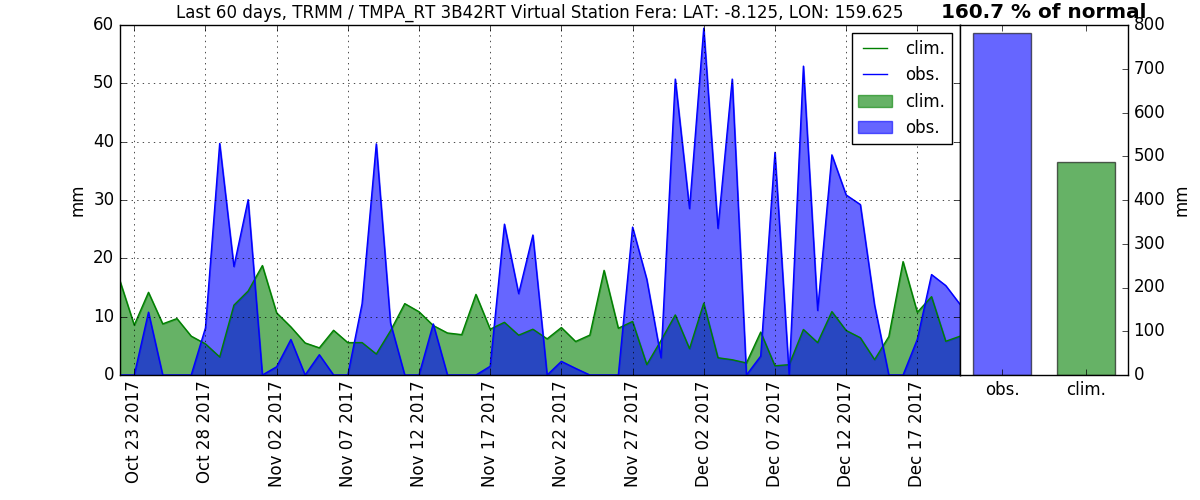 Last 60 days, TRMM / TMPA_RT 3B42RT Virtual Station Fera: LAT: -8.125, LON: 159.625
160.7 % of normal
60
50
40
30
20
10
0
mm
clim.
obs.
clim.
obs.
Oct 23 2017
Oct 28 2017
Nov 02 2017
Nov 07 2017
Nov 12 2017
Nov 17 2017
Nov 22 2017
Nov 27 2017
Dec 02 2017
Dec 07 2017
Dec 12 2017
Dec 17 2017
800
700
600
500
400
300
200
100
0
mm
obs.
clim.